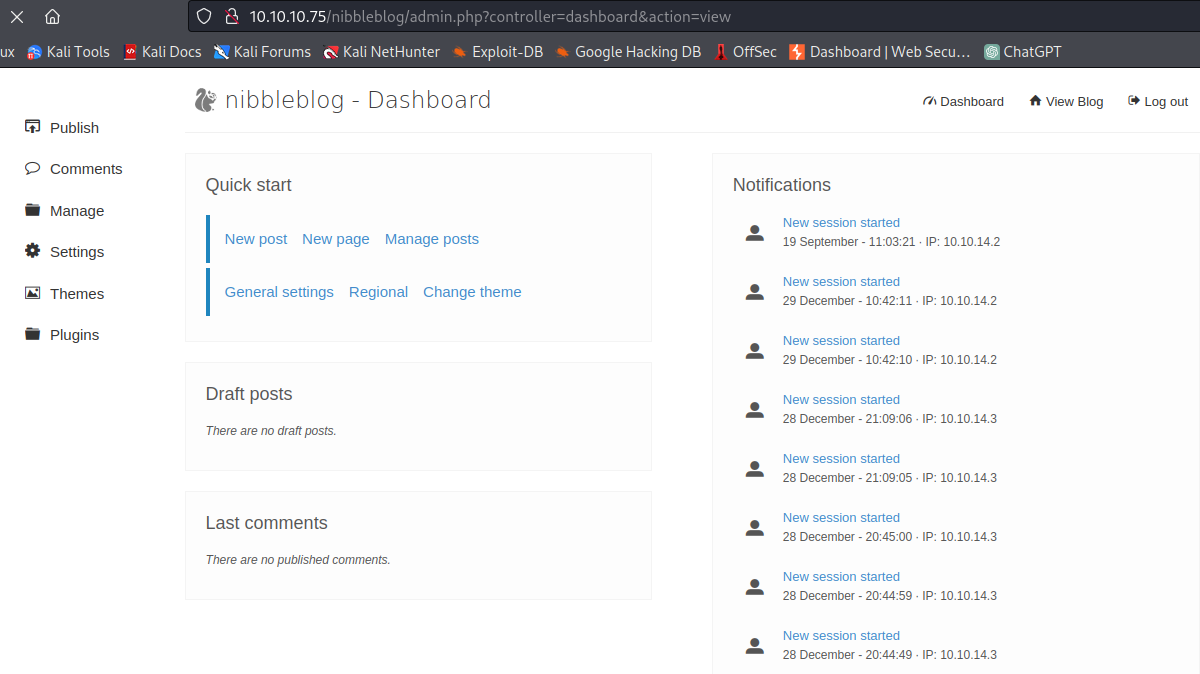 10.10.10.75/nibbleblog/admin.php?controller=dashboard&action=view
ux Kali Tools Kali Docs Kali Forums Kali NetHunter Exploit-DB Google Hacking DB OffSec Dashboard | Web Secu… ChatGPT
nibbleblog - Dashboard
Dashboard View Blog Log out
Publish
Comments
Manage
Settings
Themes
Plugins
Quick start
New post New page Manage posts
General settings Regional Change theme
Draft posts
There are no draft posts.
Last comments
There are no published comments.
Notifications
New session started
19 September - 11:03:21 · IP: 10.10.14.2
New session started
29 December - 10:42:11 · IP: 10.10.14.2
New session started
29 December - 10:42:10 · IP: 10.10.14.2
New session started
28 December - 21:09:06 · IP: 10.10.14.3
New session started
28 December - 21:09:05 · IP: 10.10.14.3
New session started
28 December - 20:45:00 · IP: 10.10.14.3
New session started
28 December - 20:44:59 · IP: 10.10.14.3
New session started
28 December - 20:44:49 · IP: 10.10.14.3